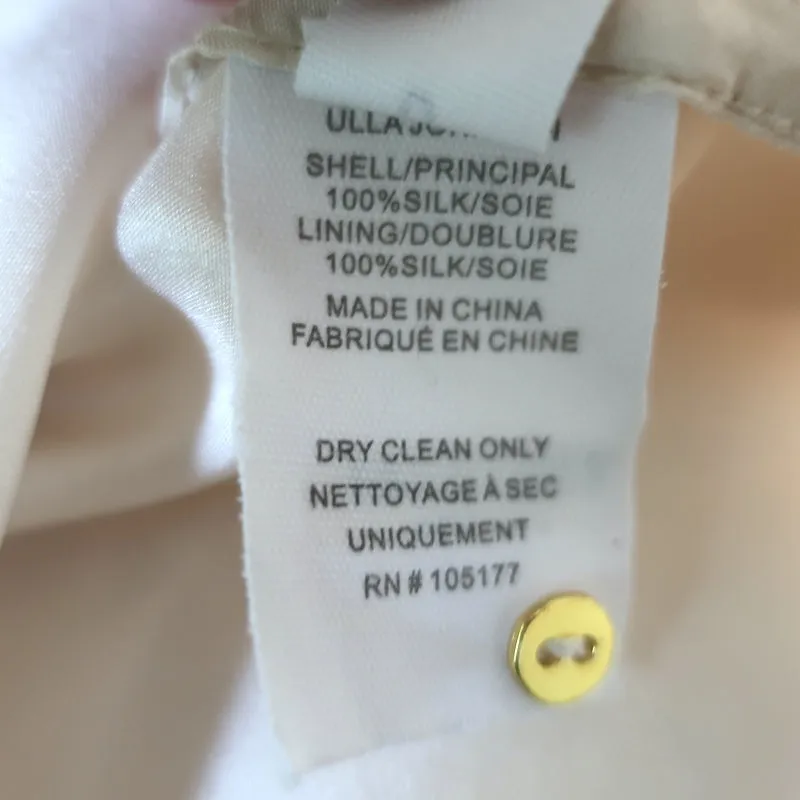 ULLA
SHELL/PRINCIPAL
100%SILK/SOIE
LINING/DOUBLURE
100%SILK/SOIE
MADE IN CHINA
FABRIQUÉ EN CHINE
DRY CLEAN ONLY
NETTOYAGE À SEC
UNIQUEMENT
RN # 105177